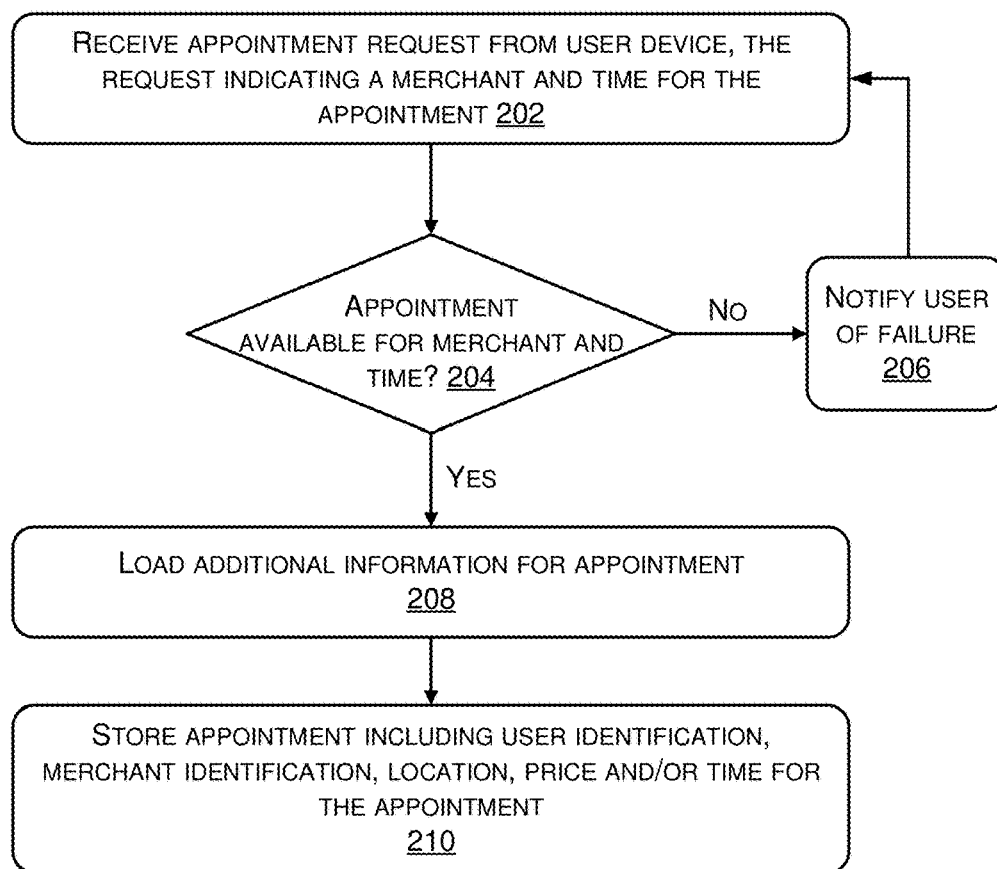 RECEIVE APPOINTMENT REQUEST FROM USER DEVICE, THE
REQUEST INDICATING A MERCHANT AND TIME FOR THE
APPOINTMENT 202
APPOINTMENT
AVAILABLE FOR MERCHANT AND
TIME? 204
NO
NOTIFY USER
OF FAILURE
206
YES
LOAD ADDITIONAL INFORMATION FOR APPOINTMENT
208
STORE APPOINTMENT INCLUDING USER IDENTIFICATION,
MERCHANT IDENTIFICATION, LOCATION, PRICE AND/OR TIME FOR
THE APPOINTMENT
210